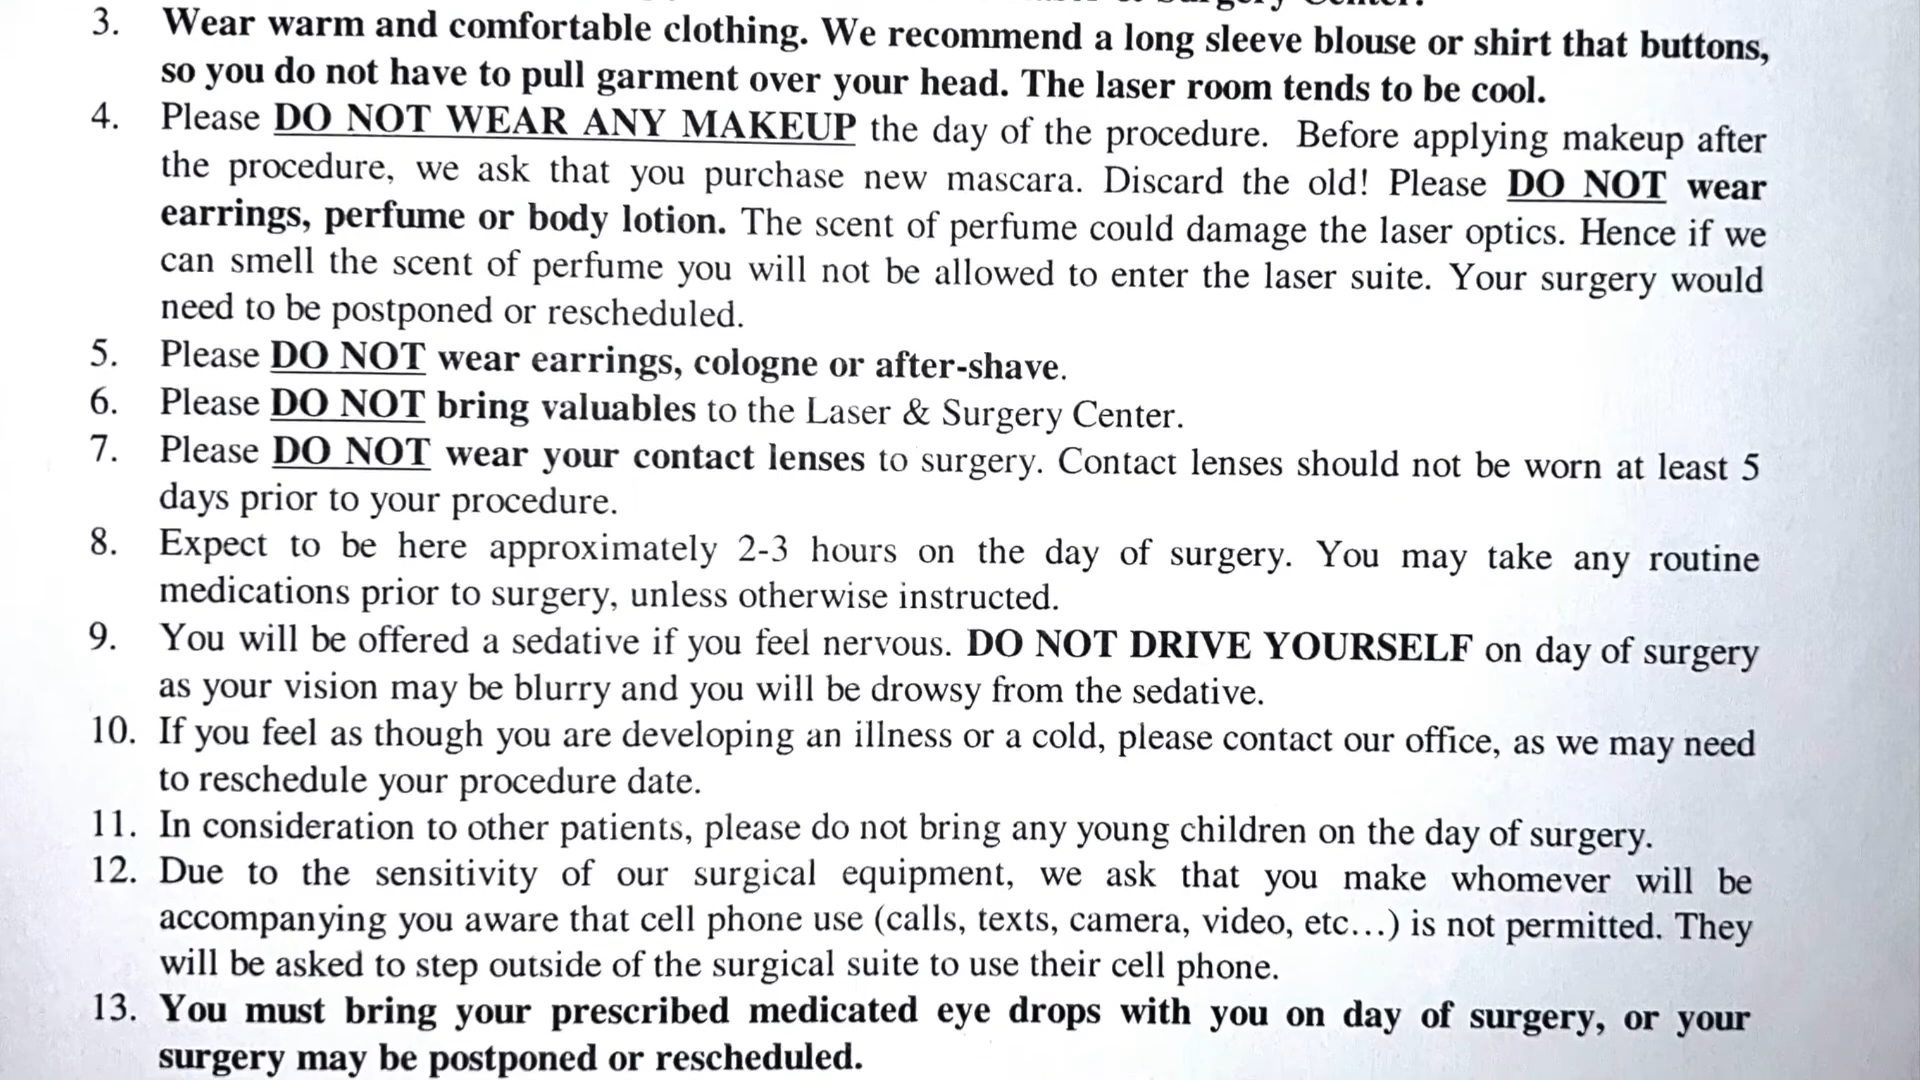 & Surgery Center.
3. Wear warm and comfortable clothing. We recommend a long sleeve blouse or shirt that buttons,
so you do not have to pull garment over your head. The laser room tends to be cool.
4. Please DO NOT WEAR ANY MAKEUP the day of the procedure. Before applying makeup after
the procedure, we ask that you purchase new mascara. Discard the old! Please DO NOT wear
earrings, perfume or body lotion. The scent of perfume could damage the laser optics. Hence if we
can smell the scent of perfume you will not be allowed to enter the laser suite. Your surgery would
need to be postponed or rescheduled.
5. Please DO NOT wear earrings, cologne or after-shave.
6. Please DO NOT bring valuables to the Laser & Surgery Center.
7. Please DO NOT wear your contact lenses to surgery. Contact lenses should not be worn at least 5
days prior to your procedure.
8. Expect to be here approximately 2-3 hours on the day of surgery. You may take any routine
medications prior to surgery, unless otherwise instructed.
9. You will be offered a sedative if you feel nervous. DO NOT DRIVE YOURSELF on day of surgery
as your vision may be blurry and you will be drowsy from the sedative.
10. If you feel as though you are developing an illness or a cold, please contact our office, as we may need
to reschedule your procedure date.
11. In consideration to other patients, please do not bring any young children on the day of surgery.
12. Due to the sensitivity of our surgical equipment, we ask that you make whomever will be
accompanying you aware that cell phone use (calls, texts, camera, video, etc...) is not permitted. They
will be asked to step outside of the surgical suite to use their cell phone.
13. You must bring your prescribed medicated eye drops with you on day of surgery, or your
surgery may be postponed or rescheduled.